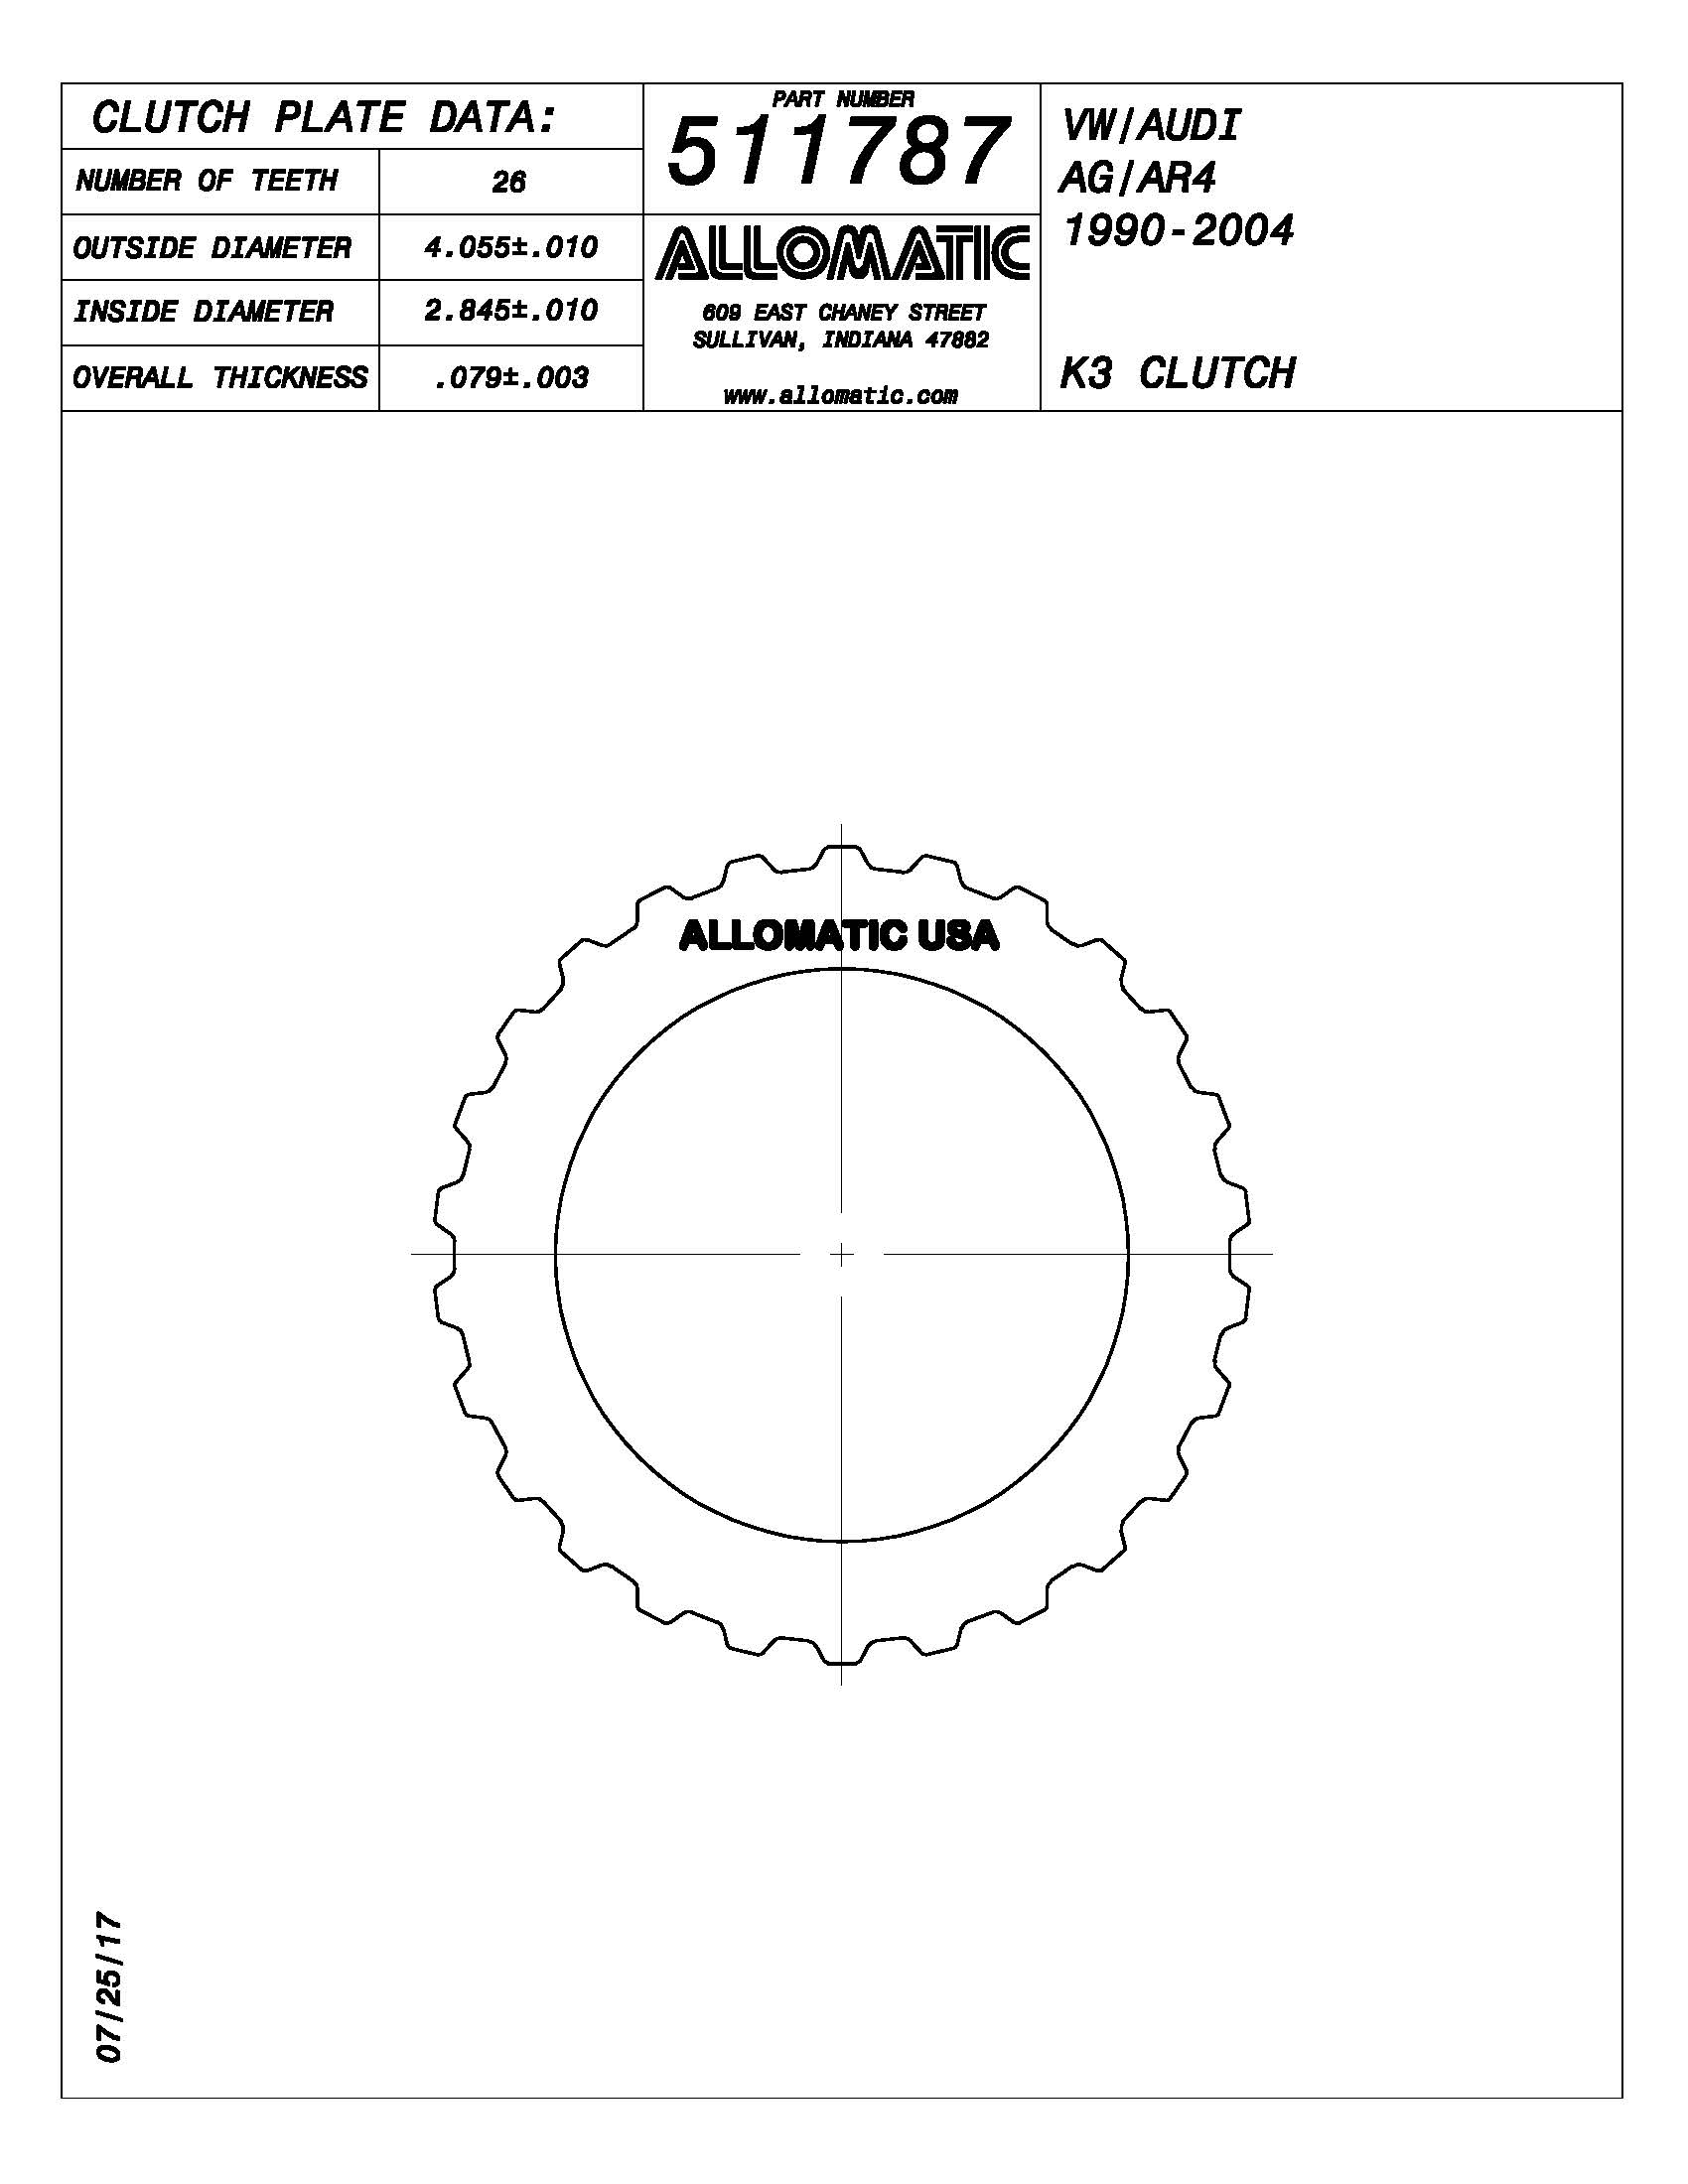 CLUTCH PLATE DATA:
NUMBER OF TEETH 26
OUTSIDE DIAMETER 4.055±.010
INSIDE DIAMETER 2.845±.010
OVERALL THICKNESS .079±.003
PART NUMBER
511787
ALLOMATIC
609 EAST CHANEY STREET
SULLIVAN, INDIANA 47882
www.allomatic.com
VW/AUDI
AG/AR4
1990-2004
K3 CLUTCH
ALLOMATIC USA
07/25/17